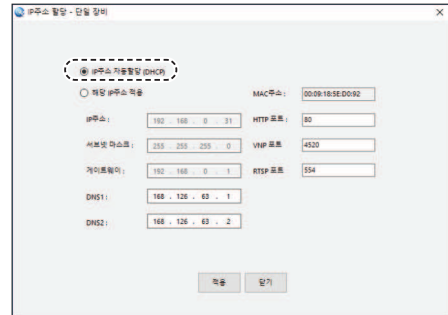 IP주소 할당 - 단일 장비
IP주소 자동할당 (DHCP)
해당 IP주소 적용
MAC주소 : 00:09:18:5E:D0:92
IP주소 : 192 . 168 . 0 . 31 HTTP 포트 : 80
서브넷 마스크 : 255 . 255 . 255 . 0 VNP 포트 4520
게이트웨이 : 192 . 168 . 0 . 1 RTSP 포트 554
DNS1 : 168 . 126 . 63 . 1
DNS2 : 168 . 126 . 63 . 2
적용 닫기